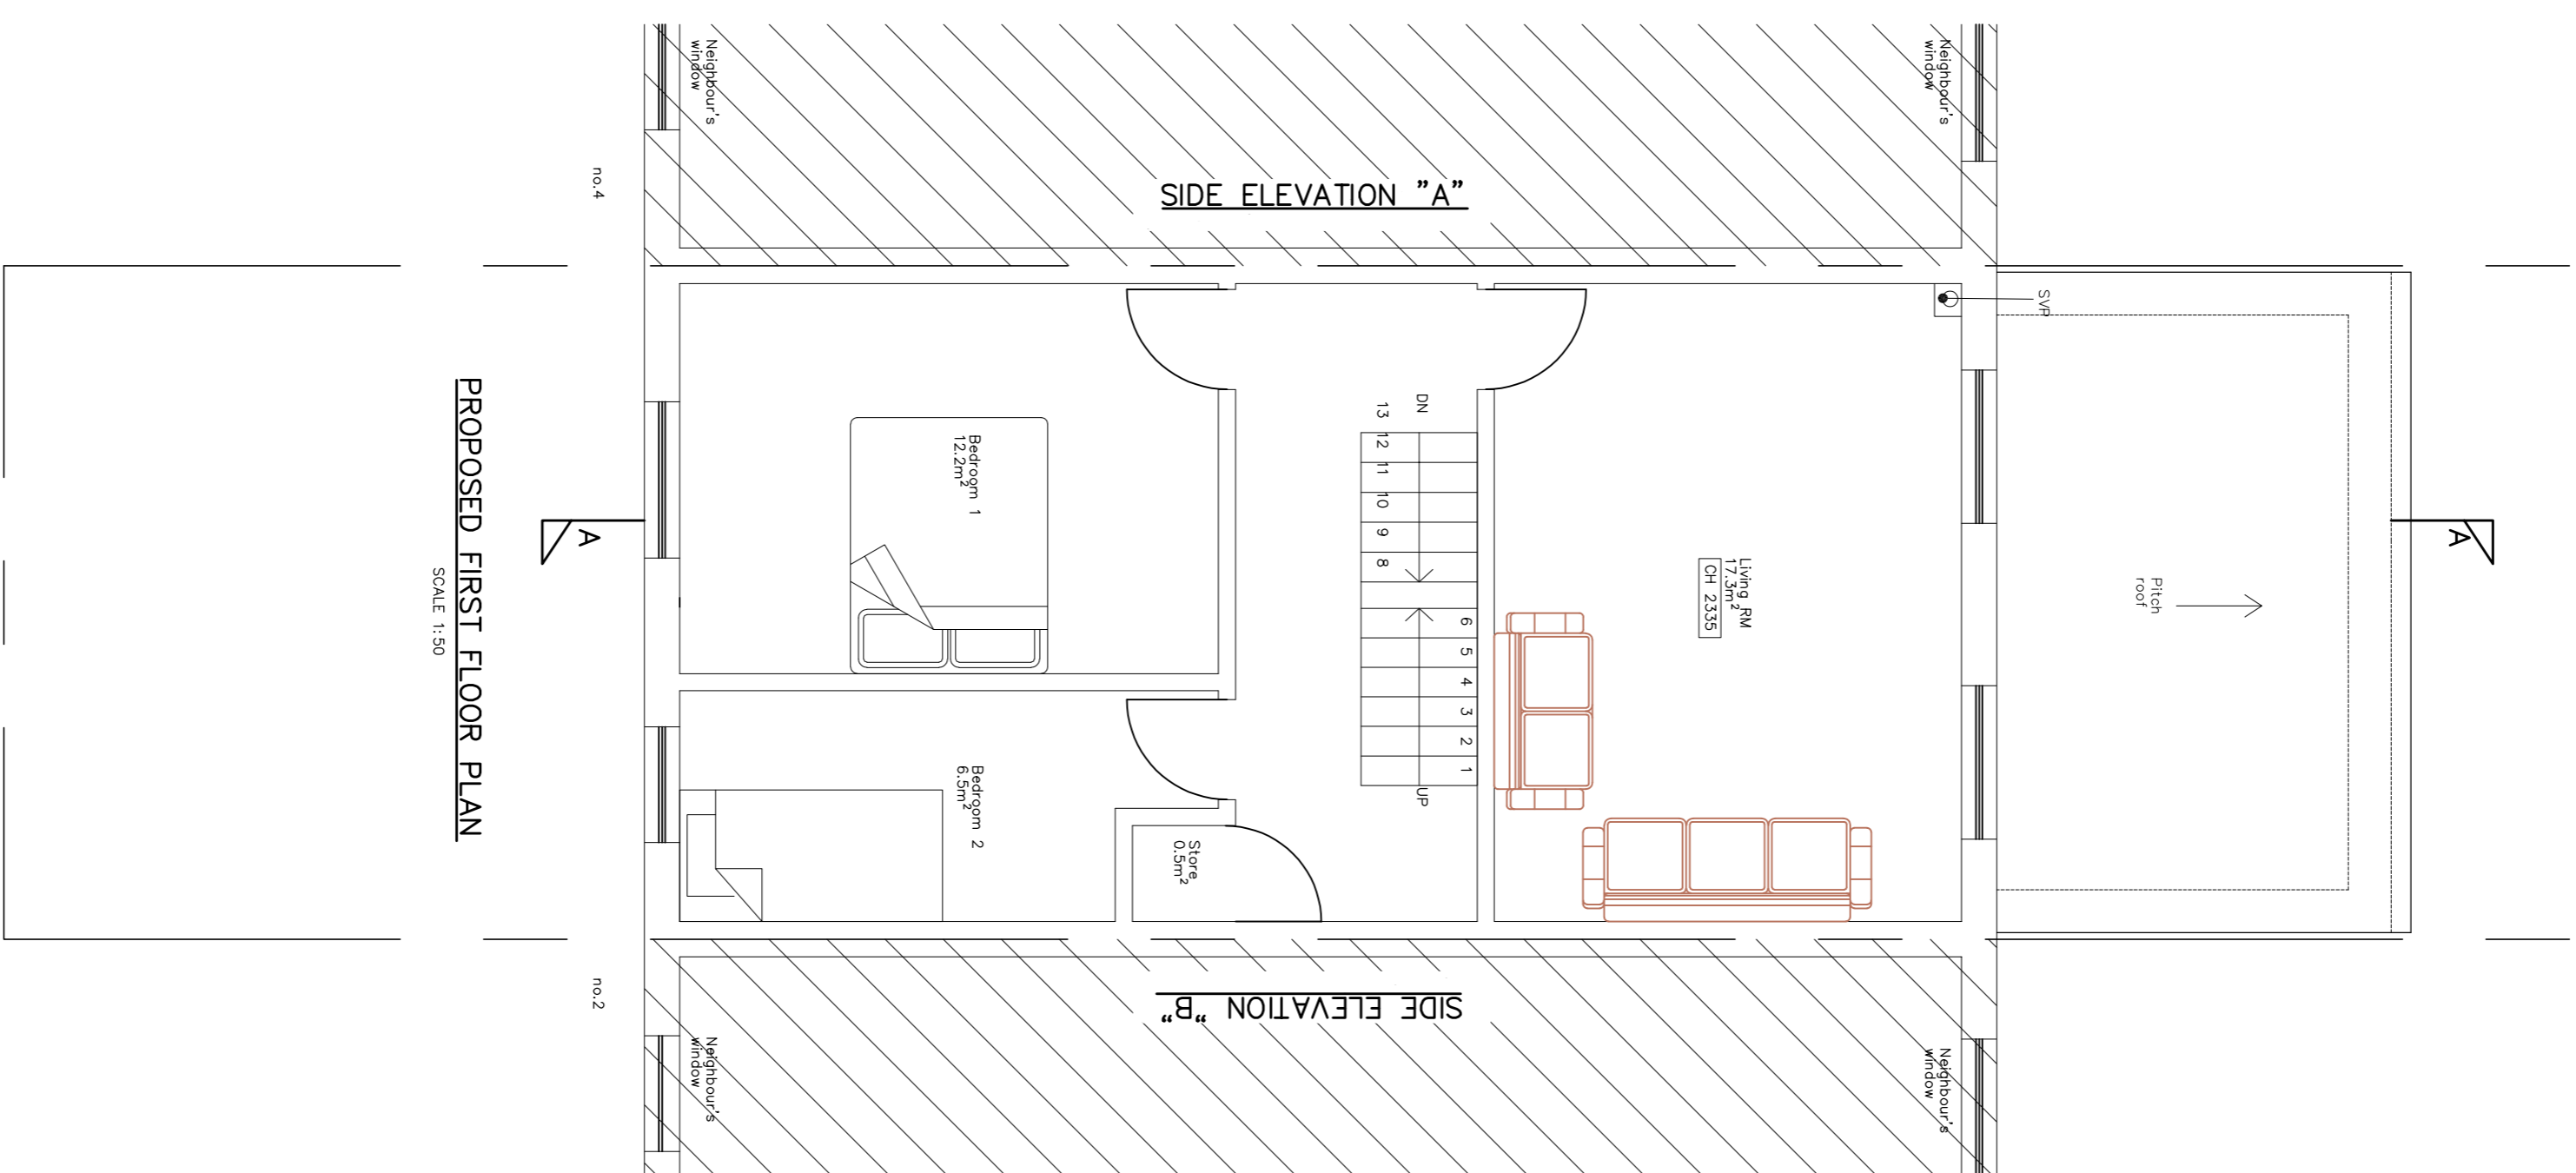 Neighbour's
window
Neighbour's
window
no.4
SIDE ELEVATION "A"
SVP
PROPOSED FIRST FLOOR PLAN
SCALE 1:50
A
A
Bedroom 1
12.2m²
DN
13
12
11
10
9
8
6
5
4
3
2
1
UP
Living RM
17.3m²
CH 2335
Pitch
roof
Bedroom 2
6.5m²
Store
0.5m²
no.2
SIDE ELEVATION "B"
Neighbour's
window
Neighbour's
window